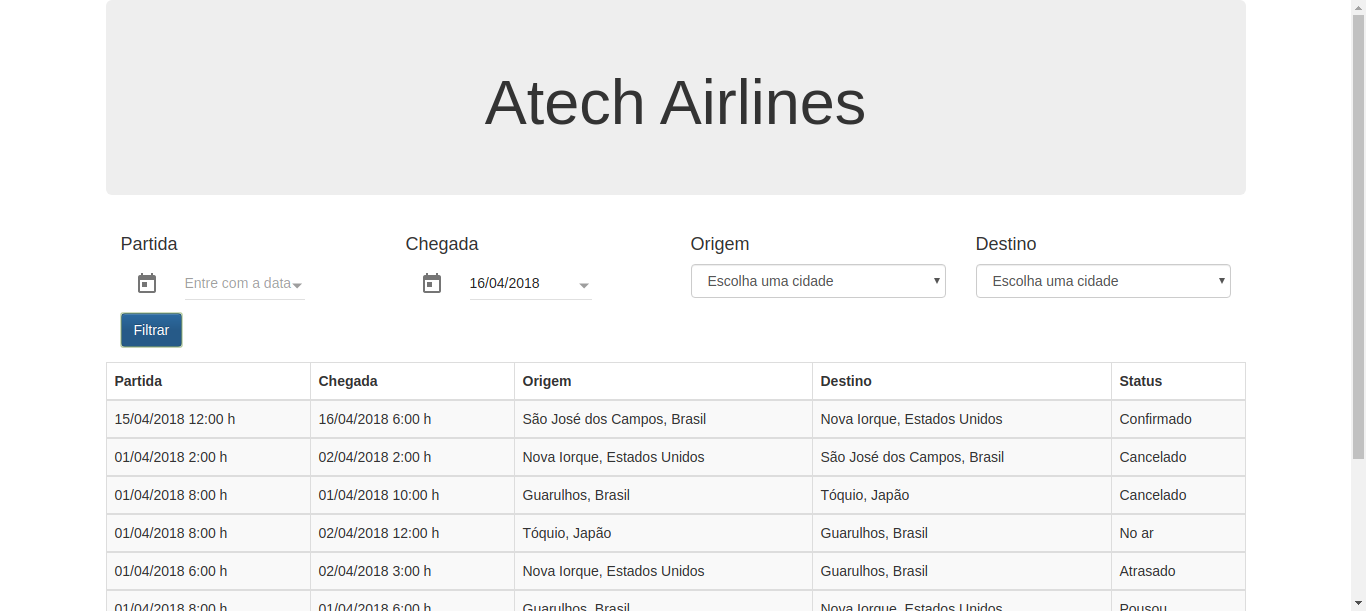 Atech Airlines
Partida Chegada Origem Destino
Entre com a data 16/04/2018 Escolha uma cidade Escolha uma cidade
Filtrar
Partida Chegada Origem Destino Status
15/04/2018 12:00 h 16/04/2018 6:00 h São José dos Campos, Brasil Nova Iorque, Estados Unidos Confirmado
01/04/2018 2:00 h 02/04/2018 2:00 h Nova Iorque, Estados Unidos São José dos Campos, Brasil Cancelado
01/04/2018 8:00 h 01/04/2018 10:00 h Guarulhos, Brasil Tóquio, Japão Cancelado
01/04/2018 8:00 h 02/04/2018 12:00 h Tóquio, Japão Guarulhos, Brasil No ar
01/04/2018 6:00 h 02/04/2018 3:00 h Nova Iorque, Estados Unidos Guarulhos, Brasil Atrasado
01/04/2018 8:00 h 01/04/2018 6:00 h Guarulhos, Brasil Nova Iorque, Estados Unidos Pousou